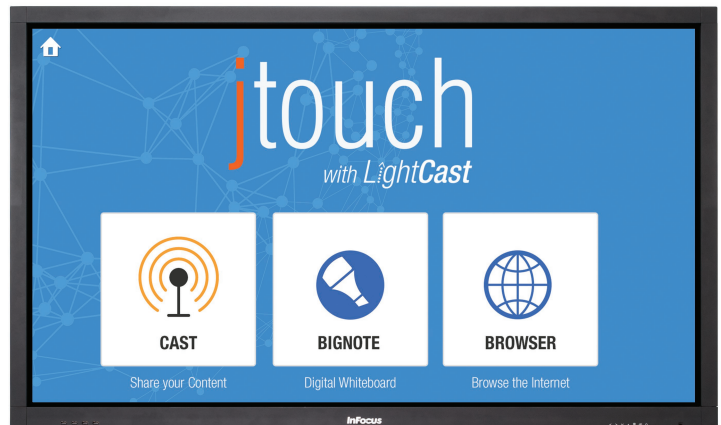 jtouch
with LightCast
CAST
BIGNOTE
BROWSER
Share your Content
Digital Whiteboard
Browse the Internet
InFocus